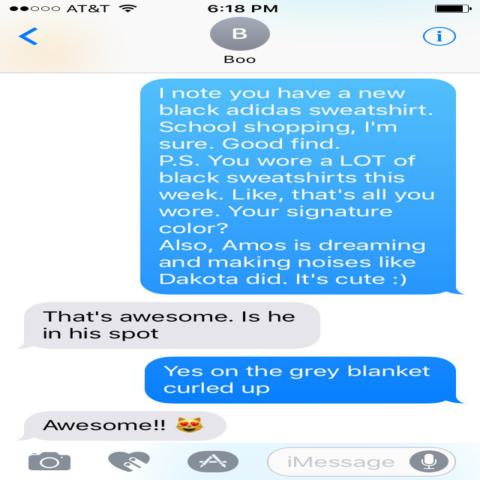 AT&T 6:18 PM
B
Boo
I note you have a new
black adidas sweatshirt.
School shopping, I'm
sure. Good find.
P.S. You wore a LOT of
black sweatshirts this
week. Like, that's all you
wore. Your signature
color?
Also, Amos is dreaming
and making noises like
Dakota did. It's cute :)
That's awesome. Is he
in his spot
Yes on the grey blanket
curled up
Awesome!! 😻
iMessage